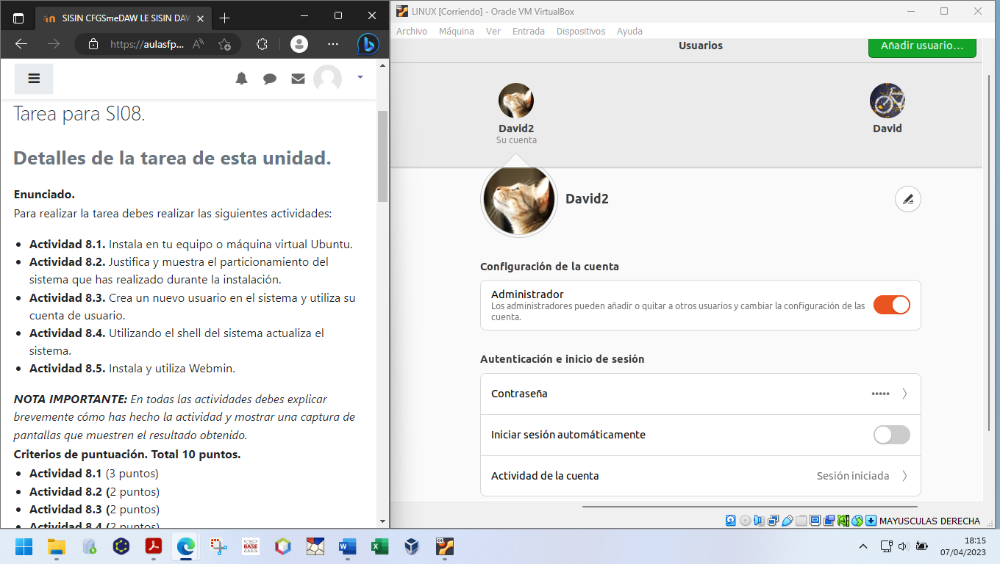 SISIN CFGSmeDAW LE SISIN DAW
https://aulasfp...
Tarea para SI08.
Detalles de la tarea de esta unidad.
Enunciado.
Para realizar la tarea debes realizar las siguientes actividades:
Actividad 8.1. Instala en tu equipo o máquina virtual Ubuntu.
Actividad 8.2. Justifica y muestra el particionamiento del
sistema que has realizado durante la instalación.
Actividad 8.3. Crea un nuevo usuario en el sistema y utiliza su
cuenta de usuario.
Actividad 8.4. Utilizando el shell del sistema actualiza el
sistema.
Actividad 8.5. Instala y utiliza Webmin.
NOTA IMPORTANTE: En todas las actividades debes explicar
brevemente cómo has hecho la actividad y mostrar una captura de
pantallas que muestren el resultado obtenido.
Criterios de puntuación. Total 10 puntos.
Actividad 8.1 (3 puntos)
Actividad 8.2 (2 puntos)
Actividad 8.3 (2 puntos)
Actividad 8.4 (2 puntos)
LINUX [Corriendo] - Oracle VM VirtualBox
Archivo Máquina Ver Entrada Dispositivos Ayuda
Usuarios
Añadir usuario...
David2
Su cuenta
David
David2
Configuración de la cuenta
Administrador
Los administradores pueden añadir o quitar a otros usuarios y cambiar la configuración de las
cuenta.
Autenticación e inicio de sesión
Contraseña •••••
Iniciar sesión automáticamente
Actividad de la cuenta Sesión iniciada
MAYUSCULAS DERECHA
BASE
64
18:15
07/04/2023